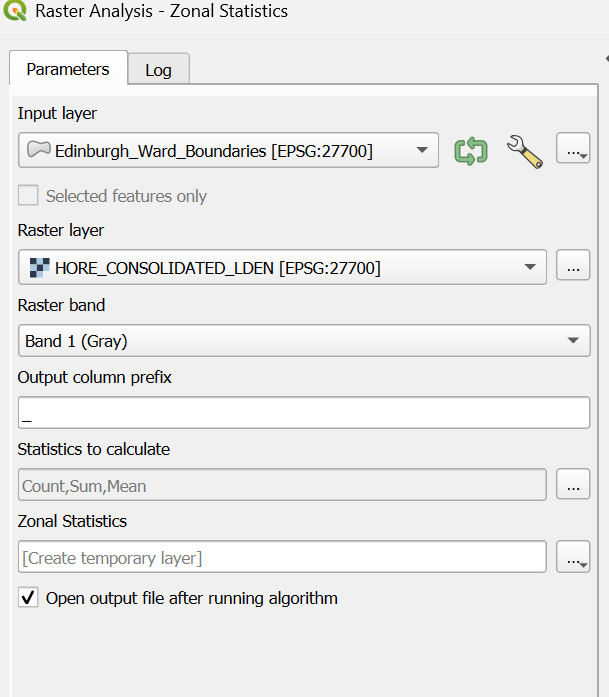 Raster Analysis - Zonal Statistics
Parameters
Log
Input layer
Edinburgh_Ward_Boundaries [EPSG:27700]
...
Selected features only
Raster layer
HORE_CONSOLIDATED_LDEN [EPSG:27700]
...
Raster band
Band 1 (Gray)
Output column prefix
_
Statistics to calculate
Count,Sum,Mean
...
Zonal Statistics
[Create temporary layer]
...
Open output file after running algorithm